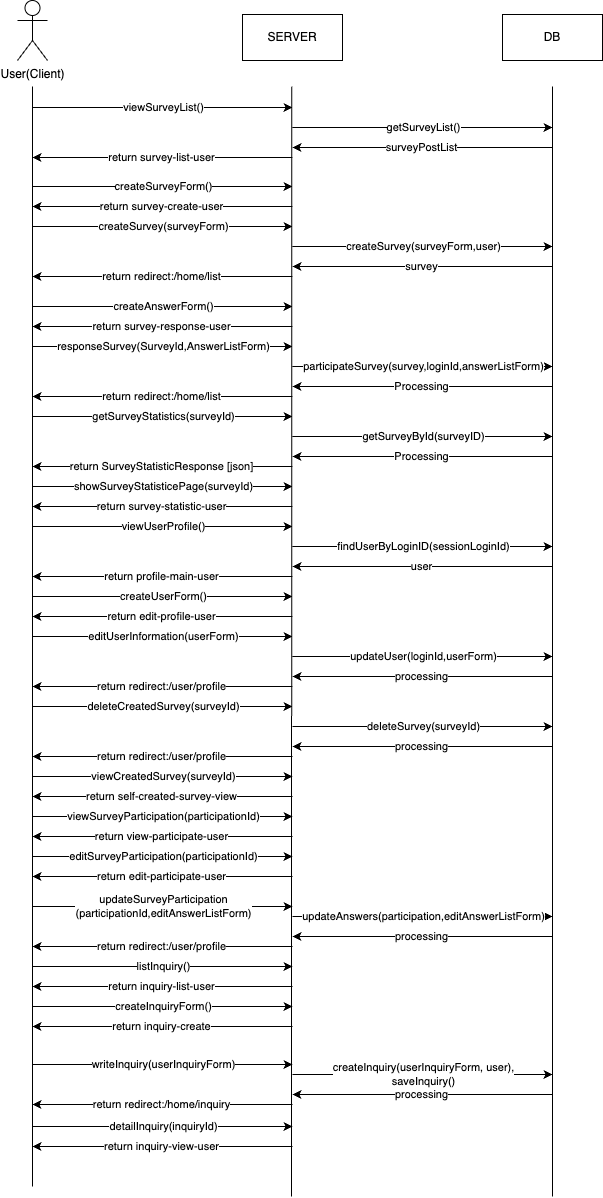 SERVER
DB
User(Client)
viewSurveyList()
getSurveyList()
surveyPostList
return survey-list-user
createSurveyForm()
return survey-create-user
createSurvey(surveyForm)
createSurvey(surveyForm,user)
survey
return redirect:/home/list
createAnswerForm()
return survey-response-user
responseSurvey(SurveyId,AnswerListForm)
participateSurvey(survey,loginId,answerListForm)
Processing
return redirect:/home/list
getSurveyStatistics(surveyId)
getSurveyById(surveyID)
Processing
return SurveyStatisticResponse [json]
showSurveyStatisticePage(surveyId)
return survey-statistic-user
viewUserProfile()
findUserByLoginID(sessionLoginId)
user
return profile-main-user
createUserForm()
return edit-profile-user
editUserInformation(userForm)
updateUser(loginId,userForm)
processing
return redirect:/user/profile
deleteCreatedSurvey(surveyId)
deleteSurvey(surveyId)
processing
return redirect:/user/profile
viewCreatedSurvey(surveyId)
return self-created-survey-view
viewSurveyParticipation(participationId)
return view-participate-user
editSurveyParticipation(participationId)
return edit-participate-user
updateSurveyParticipation
(participationId,editAnswerListForm)
updateAnswers(participation,editAnswerListForm)
processing
return redirect:/user/profile
listInquiry()
return inquiry-list-user
createInquiryForm()
return inquiry-create
writeInquiry(userInquiryForm)
createInquiry(userInquiryForm, user),
saveInquiry()
processing
return redirect:/home/inquiry
detailInquiry(inquiryId)
return inquiry-view-user